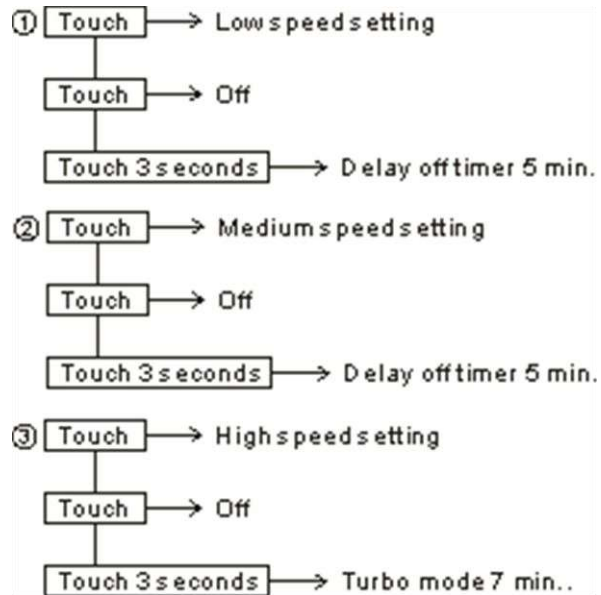 ① Touch Low speed setting
Touch Off
Touch 3 seconds Delay off timer 5 min.
② Touch Medium speed setting
Touch Off
Touch 3 seconds Delay off timer 5 min.
③ Touch High speed setting
Touch Off
Touch 3 seconds Turbo mode 7 min..